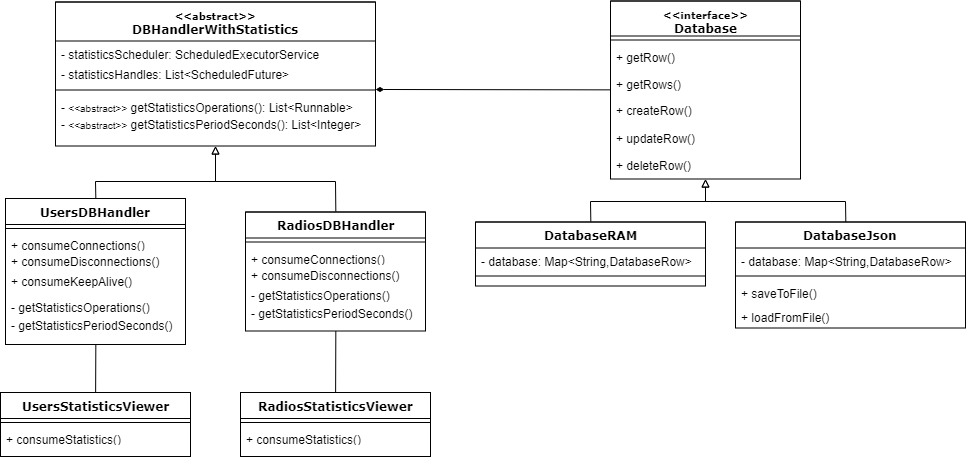 <<abstract>>
DBHandlerWithStatistics
- statisticsScheduler: ScheduledExecutorService
- statisticsHandles: List<ScheduledFuture>
- <<abstract>> getStatisticsOperations(): List<Runnable>
- <<abstract>> getStatisticsPeriodSeconds(): List<Integer>
<<interface>>
Database
+ getRow()
+ getRows()
+ createRow()
+ updateRow()
+ deleteRow()
UsersDBHandler
+ consumeConnections()
+ consumeDisconnections()
+ consumeKeepAlive()
- getStatisticsOperations()
- getStatisticsPeriodSeconds()
RadiosDBHandler
+ consumeConnections()
+ consumeDisconnections()
- getStatisticsOperations()
- getStatisticsPeriodSeconds()
DatabaseRAM
- database: Map<String,DatabaseRow>
DatabaseJson
- database: Map<String,DatabaseRow>
+ saveToFile()
+ loadFromFile()
UsersStatisticsViewer
+ consumeStatistics()
RadiosStatisticsViewer
+ consumeStatistics()